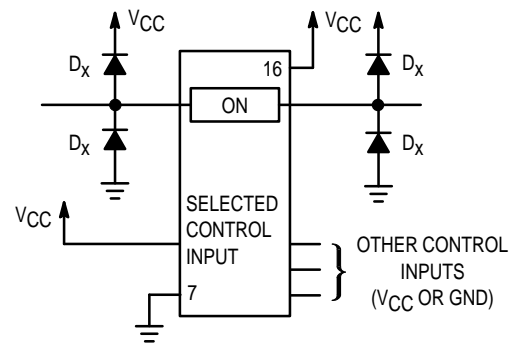 VCC
VCC
Dx
16
Dx
ON
Dx
Dx
VCC
SELECTED
CONTROL
INPUT
OTHER CONTROL
INPUTS
(VCC OR GND)
7